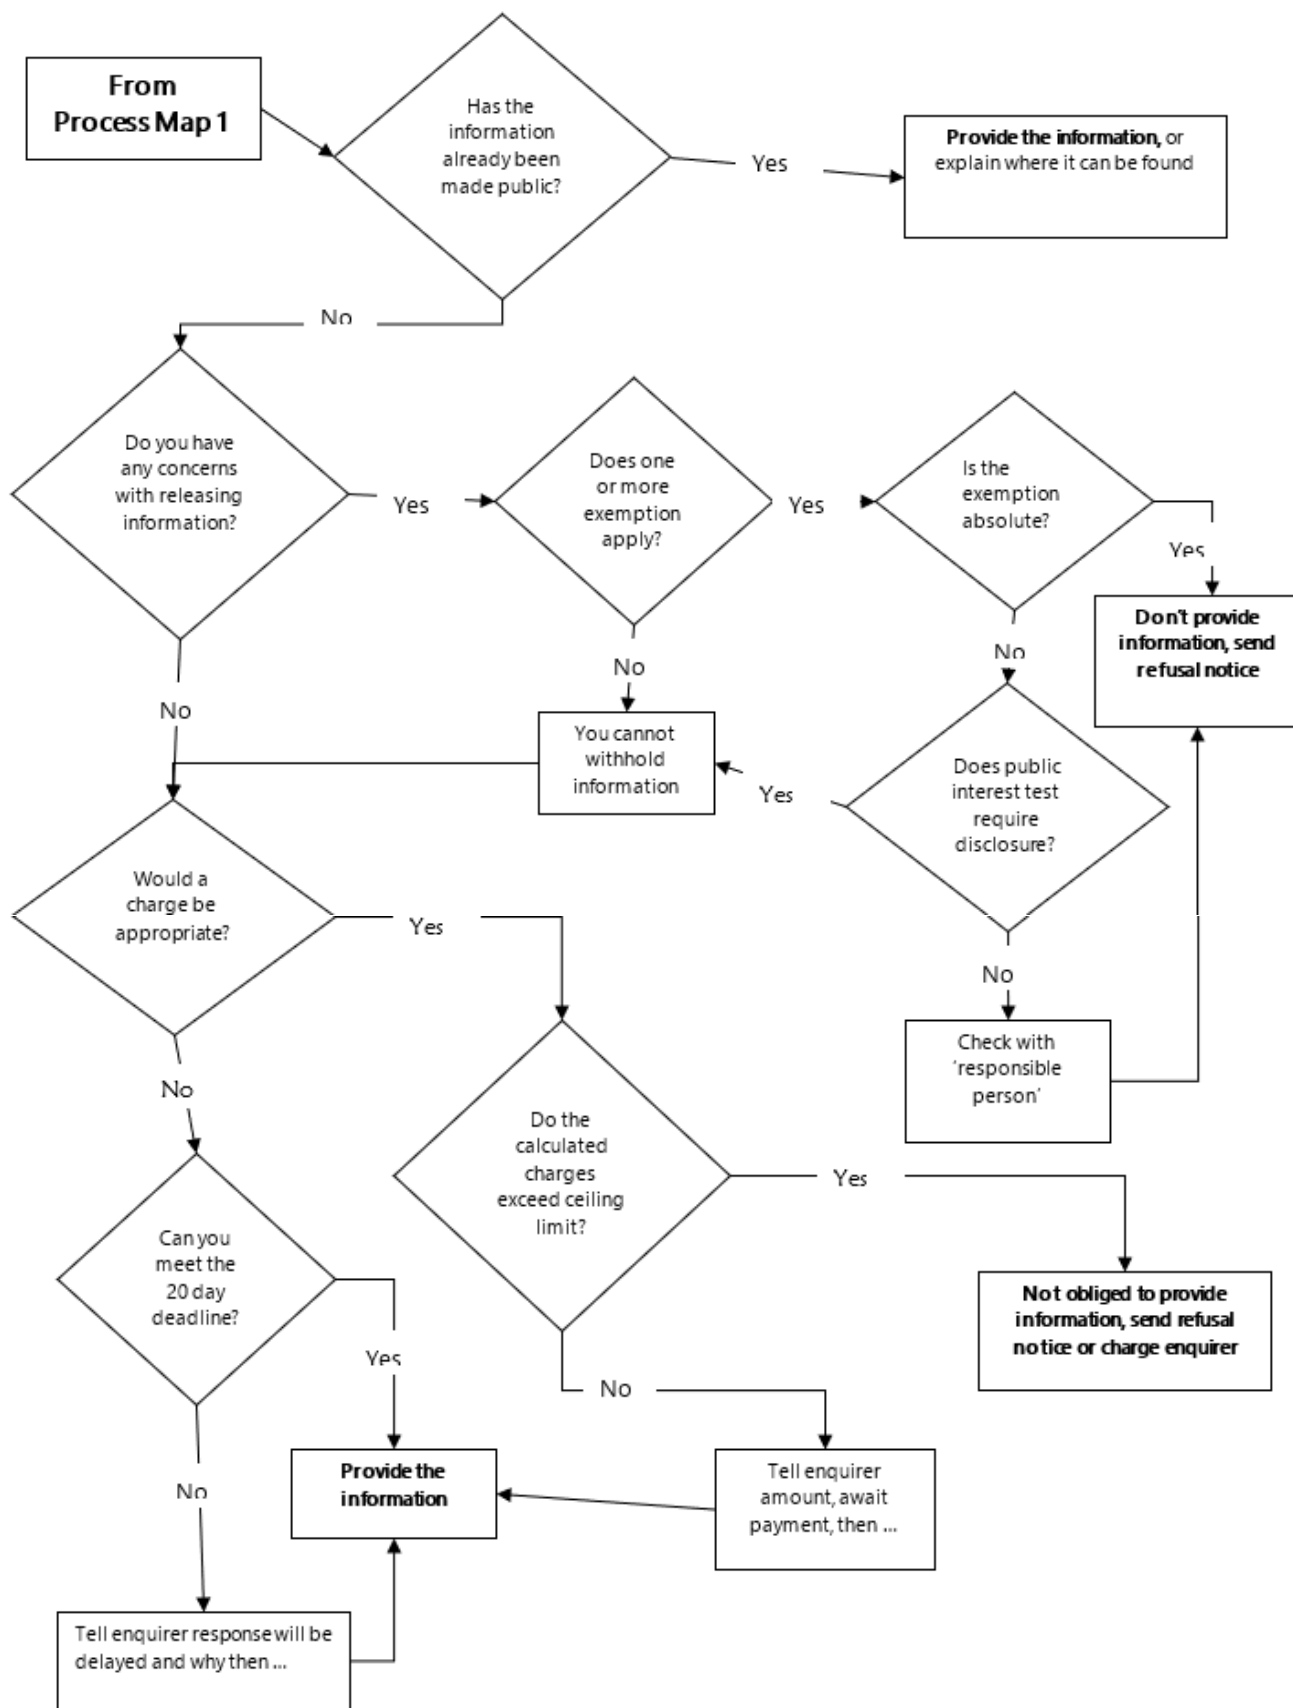 From
Process Map 1
Has the
information
already been
made public?
Yes
Provide the information, or
explain where it can be found
No
Do you have
any concerns
with releasing
information?
Yes
Does one
or more
exemption
apply?
Yes
Is the
exemption
absolute?
Yes
Don't provide
information, send
refusal notice
No
No
No
You cannot
withhold
information
Yes
Does public
interest test
require
disclosure?
Would a
charge be
appropriate?
Yes
No
Check with
'responsible
person'
No
Do the
calculated
charges
exceed ceiling
limit?
Yes
Can you
meet the
20 day
deadline?
Not obliged to provide
information, send refusal
notice or charge enquirer
Yes
No
Provide the
information
Tell enquirer
amount, await
payment, then ...
No
Tell enquirer response will be
delayed and why then ...